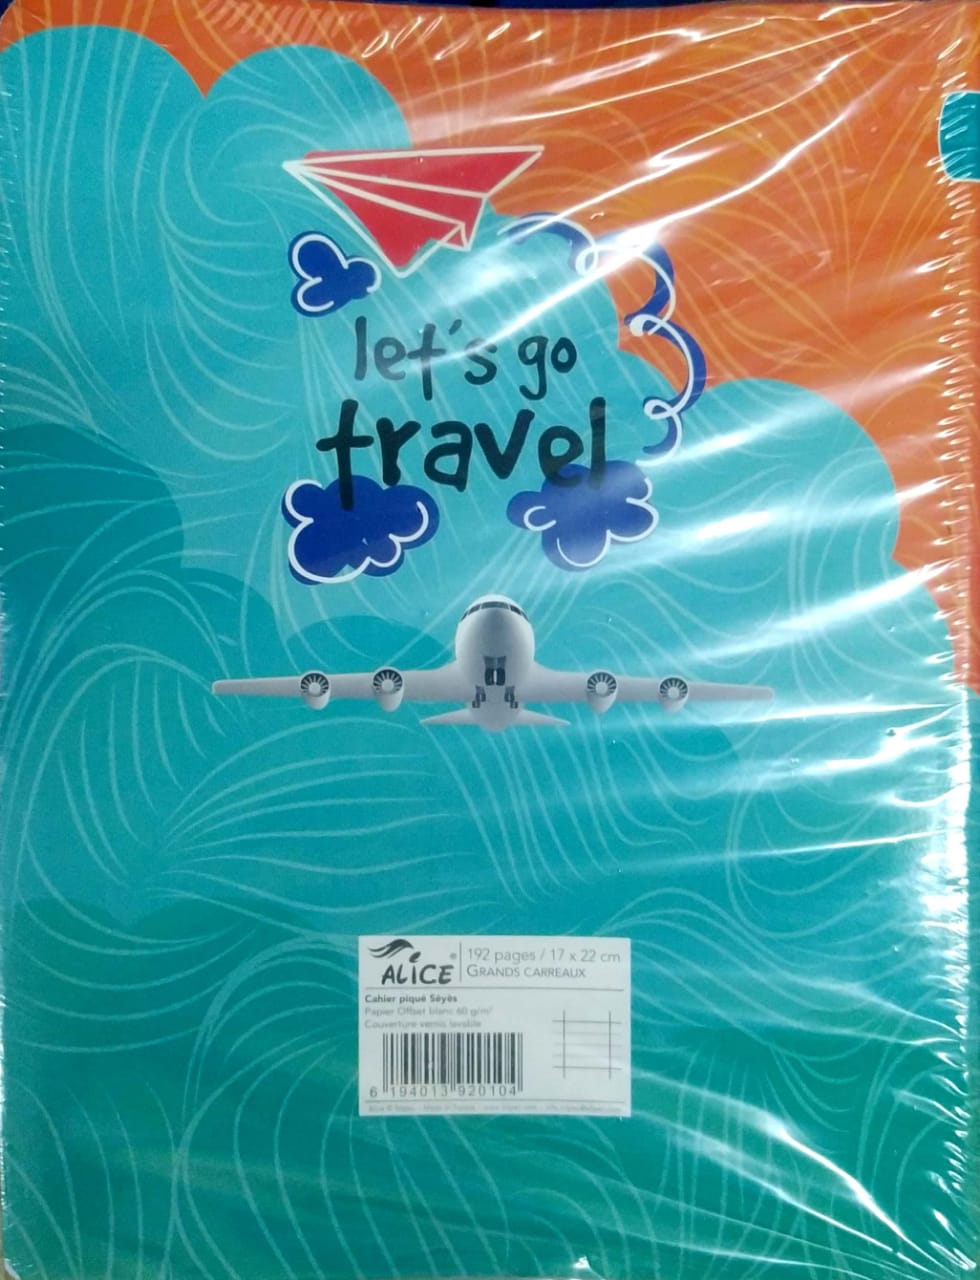 let's go
travel
ALICE ®
192 pages / 17 x 22 cm
GRANDS CARREAUX
Cahier piqué Séyès
Papier Offset blanc 60 g/m²
Couverture vernis lavable
6 194013 920104